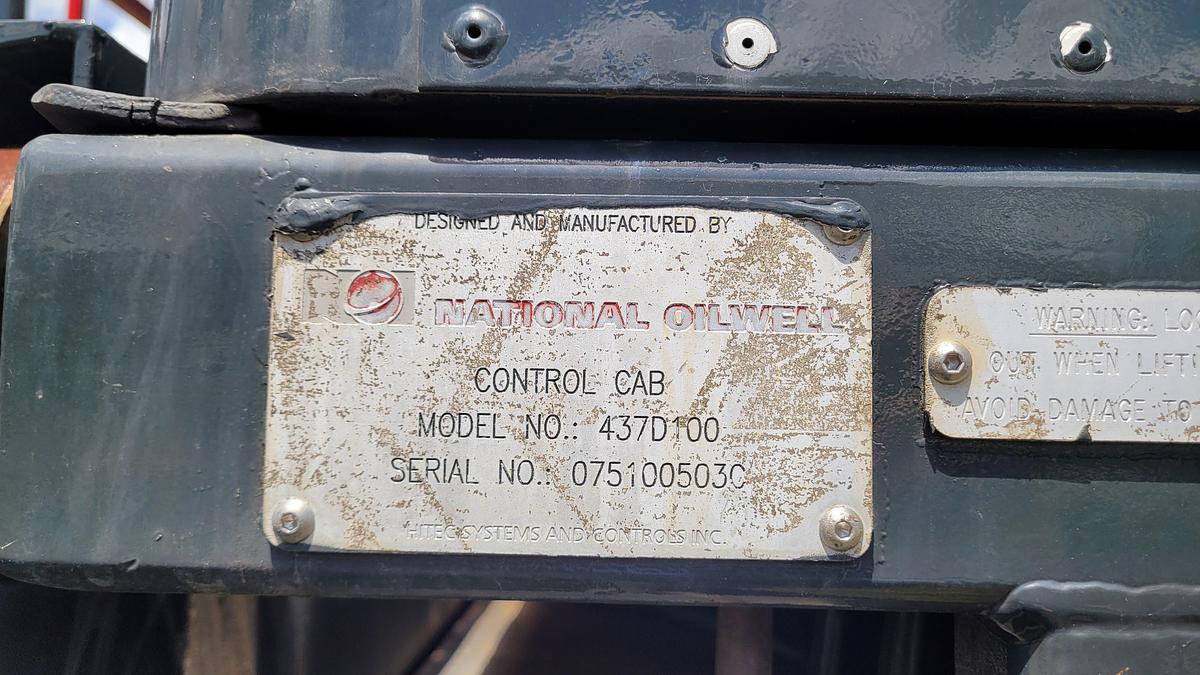 DESIGNED AND MANUFACTURED BY
NATIONAL OILWELL
CONTROL CAB
MODEL NO.: 437D100
SERIAL NO.: 075100503C
HITEC SYSTEMS AND CONTROLS INC.
WARNING: LO
OUT WHEN LIFTI
AVOID DAMAGE TO